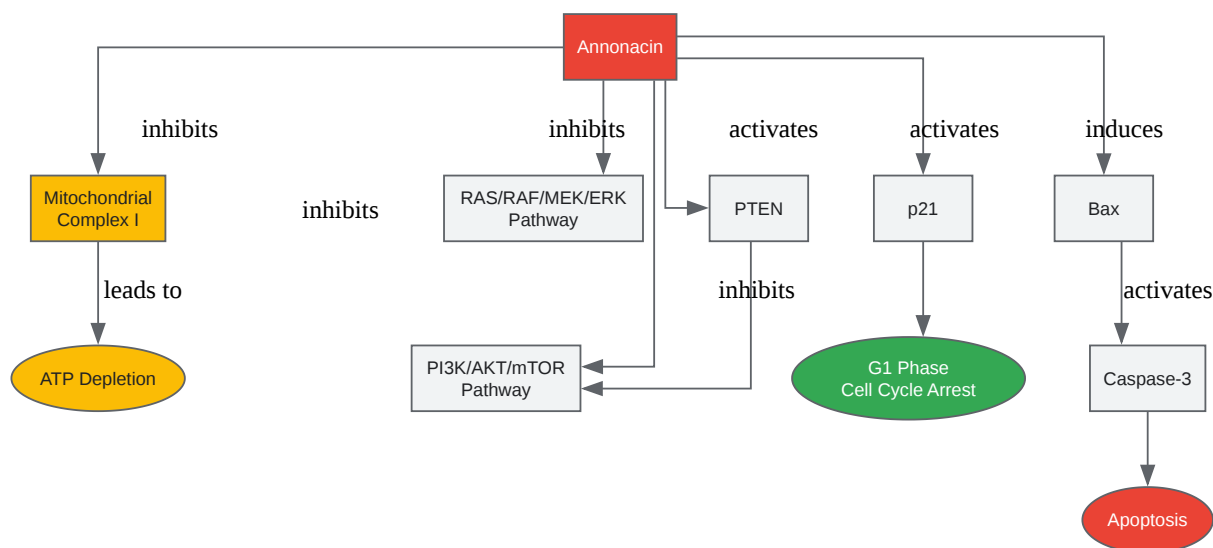 Annonacin
inhibits
inhibits
activates
activates
induces
Mitochondrial
Complex I
inhibits
RAS/RAF/MEK/ERK
Pathway
PTEN
p21
Bax
leads to
inhibits
activates
ATP Depletion
PI3K/AKT/mTOR
Pathway
G1 Phase
Cell Cycle Arrest
Caspase-3
Apoptosis